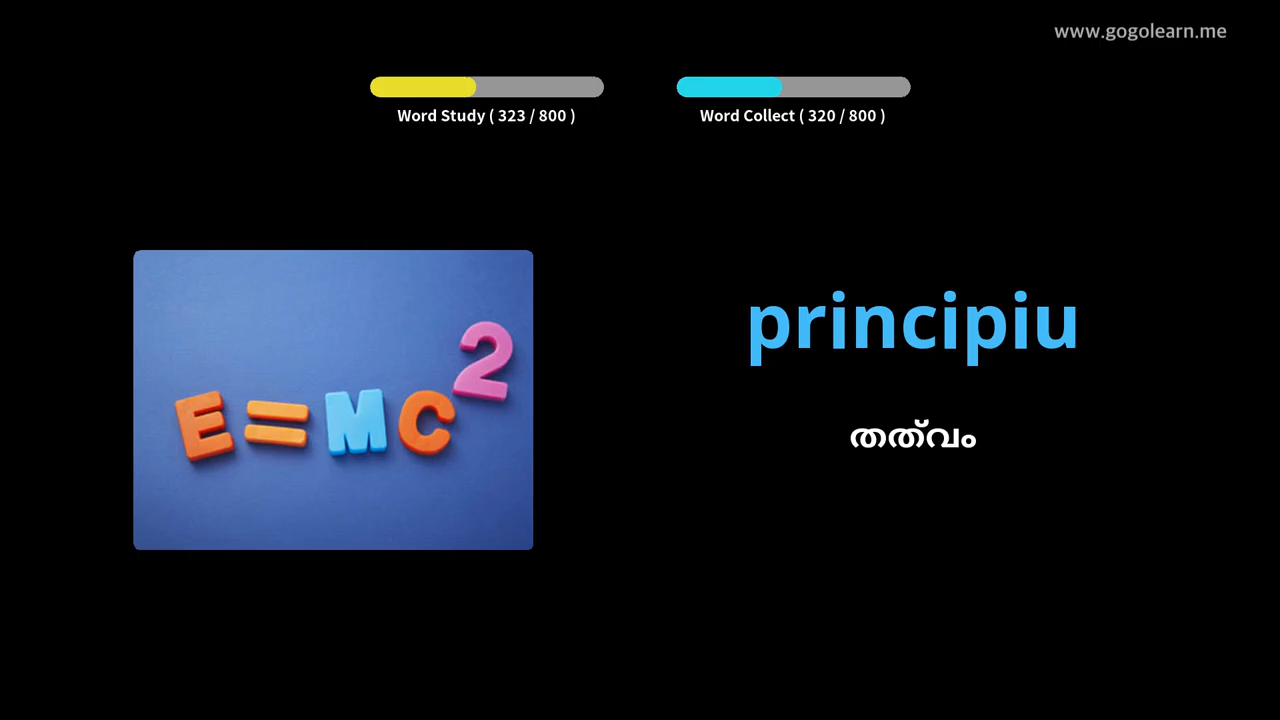 www.gogolearn.me
Word Study ( 323 / 800 )
Word Collect ( 320 / 800 )
E=MC2
principiu
തത്വം